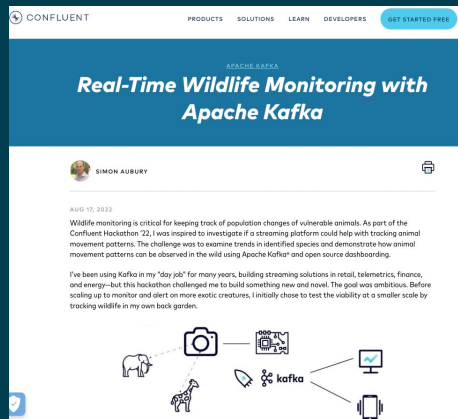 CONFLUENT
PRODUCTS SOLUTIONS LEARN DEVELOPERS GET STARTED FREE
APACHE KAFKA
Real-Time Wildlife Monitoring with
Apache Kafka
SIMON AUBURY
AUG 17, 2022
Wildlife monitoring is critical for keeping track of population changes of vulnerable animals. As part of the
Confluent Hackathon '22, I was inspired to investigate if a streaming platform could help with tracking animal
movement patterns. The challenge was to examine trends in identified species and demonstrate how animal
movement patterns can be observed in the wild using Apache Kafka® and open source dashboarding.
I've been using Kafka in my "day job" for many years, building streaming solutions in retail, telemetrics, finance,
and energy—but this hackathon challenged me to build something new and novel. The goal was ambitious. Before
scaling up to monitor and alert on more exotic creatures, I initially chose to test the viability at a smaller scale by
tracking wildlife in my own back garden.
kafka